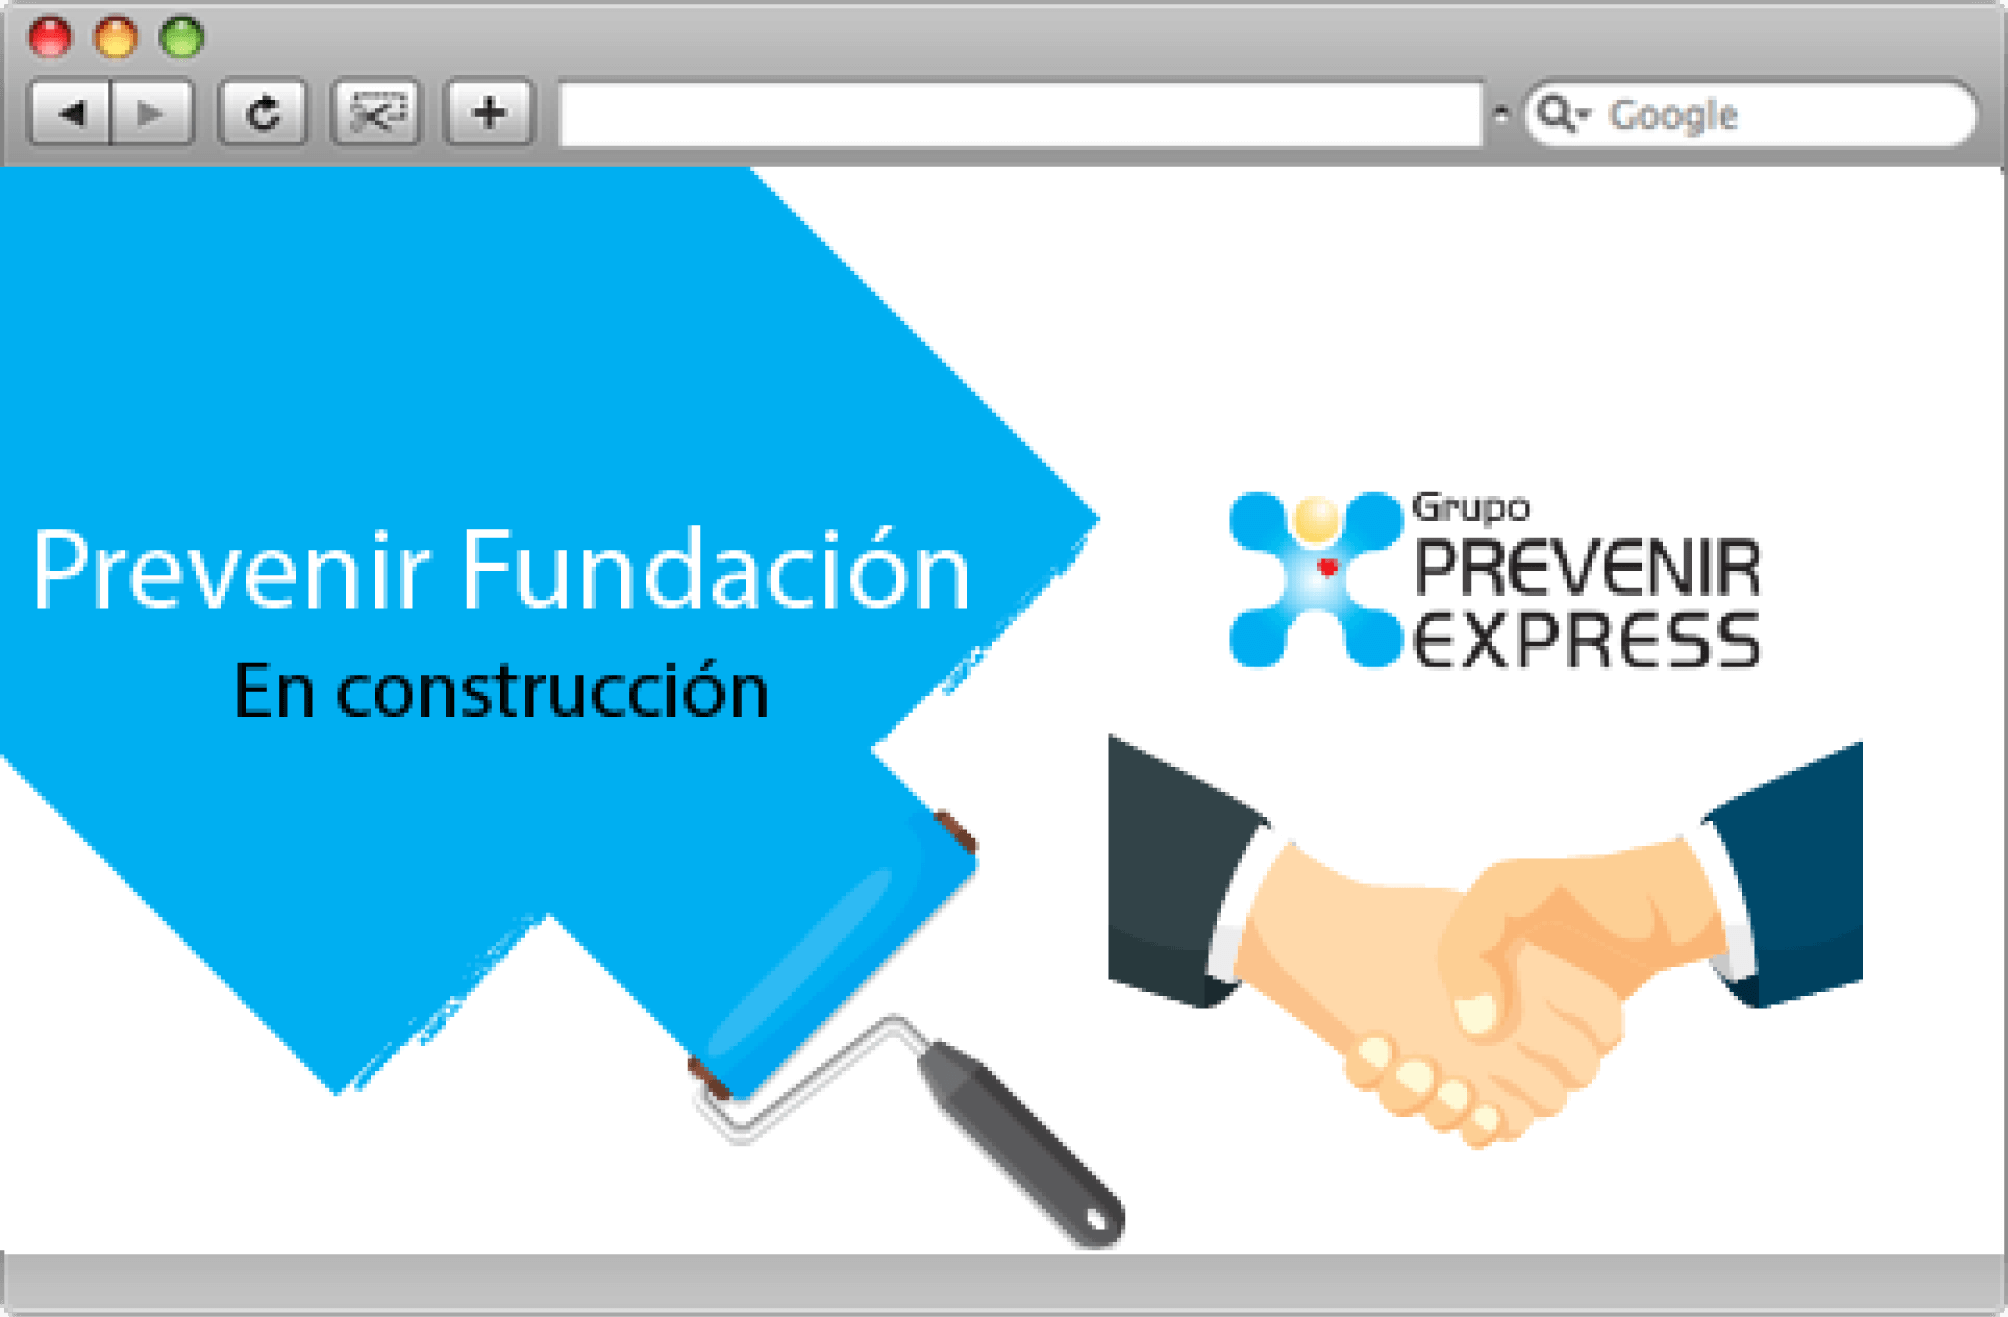 Google
Prevenir Fundación
En construcción
Grupo
PREVENIR
EXPRESS